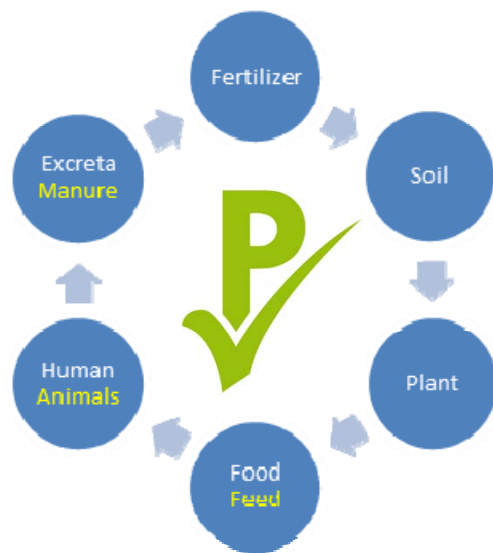 Fertilizer
Soil
Plant
Food
Feed
Human
Animals
Excreta
Manure
P